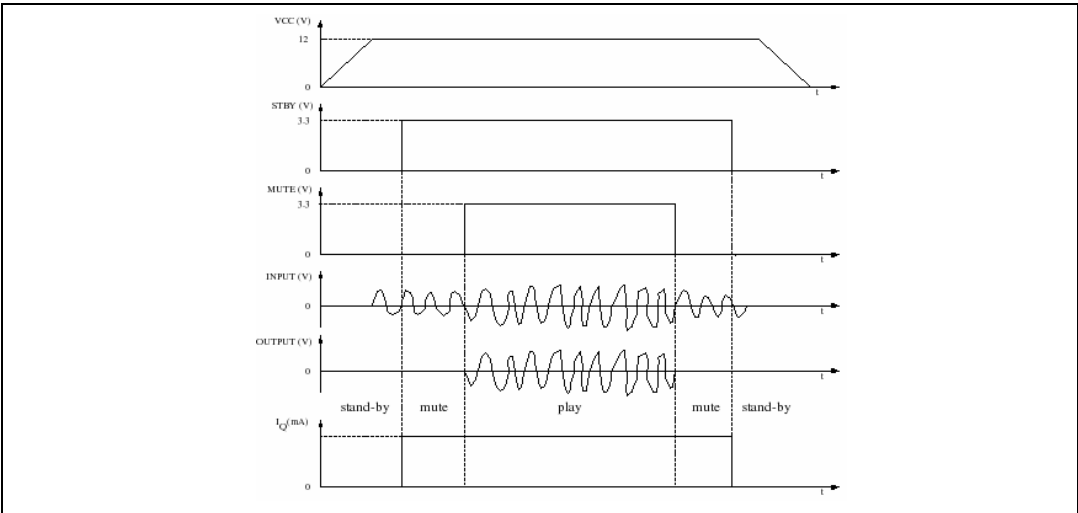 VCC (V)
12
0
t
STBY (V)
3.3
0
t
MUTE (V)
3.3
0
t
INPUT (V)
0
t
OUTPUT (V)
0
t
stand-by mute play mute stand-by
IQ(mA)
0
t